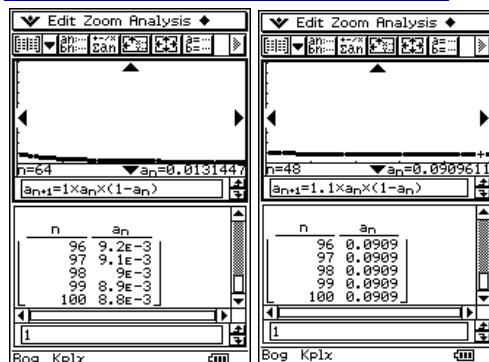 Edit Zoom Analysis ◆
n=64 an=0.0131447
an+1=1×an×(1-an)
n an
96 9.2E-3
97 9.1E-3
98 9E-3
99 8.9E-3
100 8.8E-3
1
Bog Kplx
Edit Zoom Analysis ◆
n=48 an=0.0909611
an+1=1.1×an×(1-an)
n an
96 0.0909
97 0.0909
98 0.0909
99 0.0909
100 0.0909
1
Bog Kplx